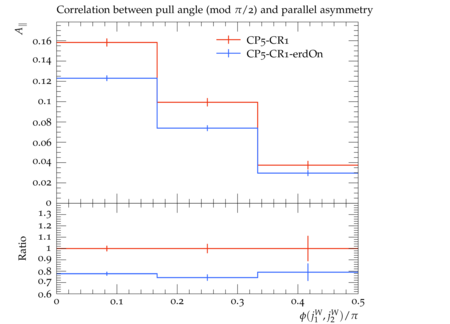 Correlation between pull angle (mod π/2) and parallel asymmetry
A∥
CP5-CR1
CP5-CR1-erdOn
0.16
0.14
0.12
0.1
0.08
0.06
0.04
0.02
0
Ratio
1.3
1.2
1.1
1
0.9
0.8
0.7
0.6
0 0.1 0.2 0.3 0.4 0.5
ϕ(j₁ᵂ, j₂ᵂ)/π